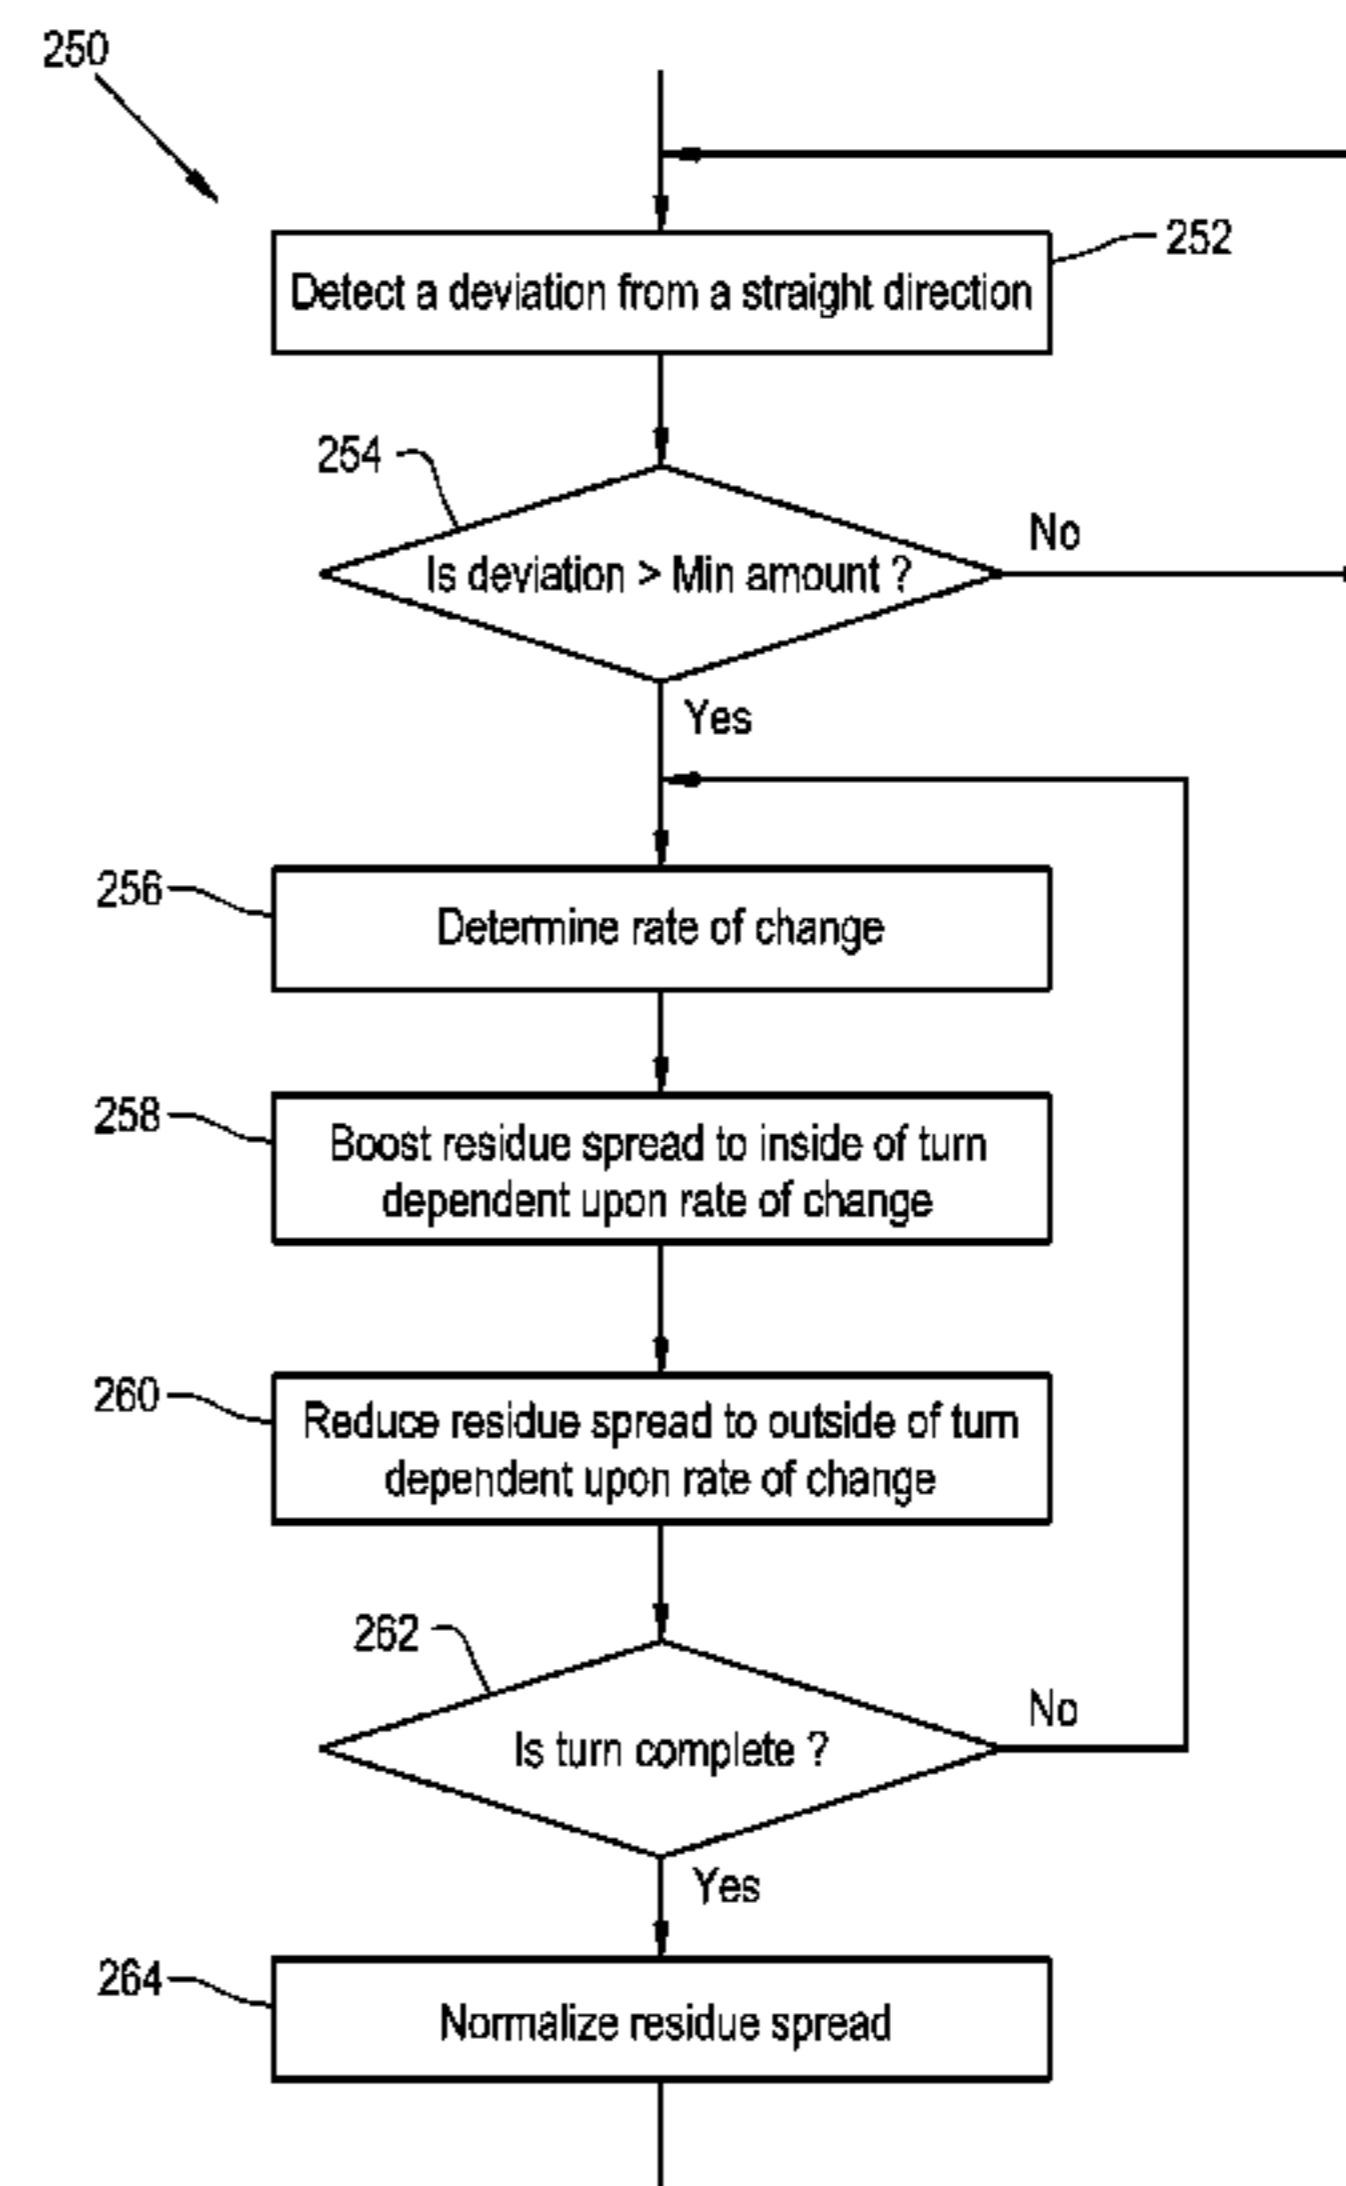 250
252
Detect a deviation from a straight direction
254
No
Is deviation > Min amount ?
Yes
256
Determine rate of change
258
Boost residue spread to inside of turn
dependent upon rate of change
260
Reduce residue spread to outside of turn
dependent upon rate of change
262
No
Is turn complete ?
Yes
264
Normalize residue spread